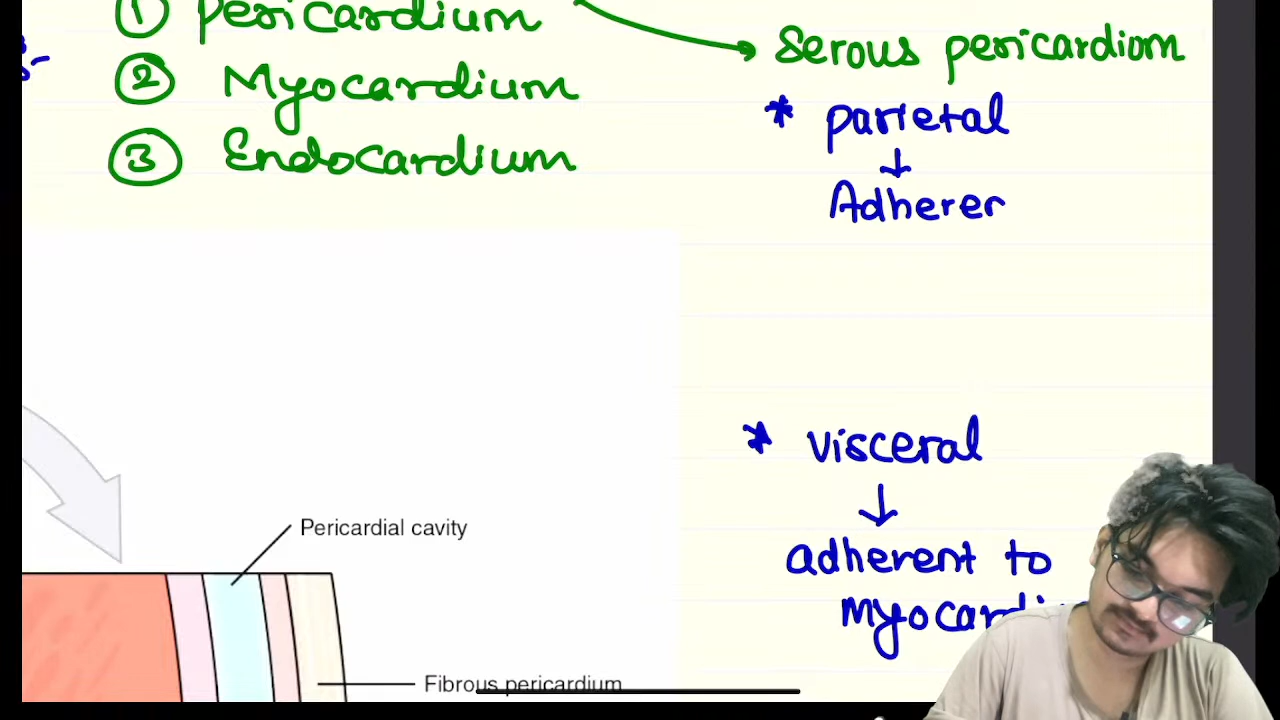 ① Pericardium
② Myocardium
③ Endocardium
Serous pericardium
* parietal
↓
Adherer
* visceral
↓
adherent to
Pericardial cavity
Fibrous pericardium